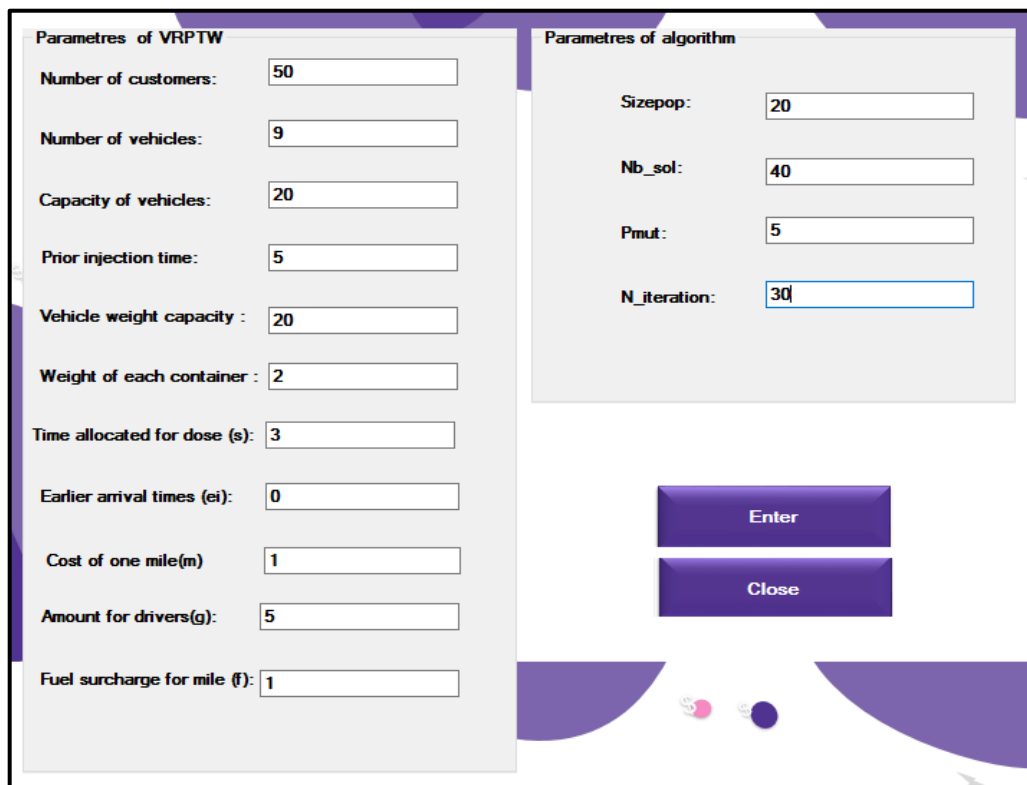 Parametres of VRPTW
Number of customers: 50
Number of vehicles: 9
Capacity of vehicles: 20
Prior injection time: 5
Vehicle weight capacity : 20
Weight of each container : 2
Time allocated for dose (s): 3
Earlier arrival times (ei): 0
Cost of one mile(m) 1
Amount for drivers(g): 5
Fuel surcharge for mile (f): 1
Parametres of algorithm
Sizepop: 20
Nb_sol: 40
Pmut: 5
N_iteration: 30
Enter
Close